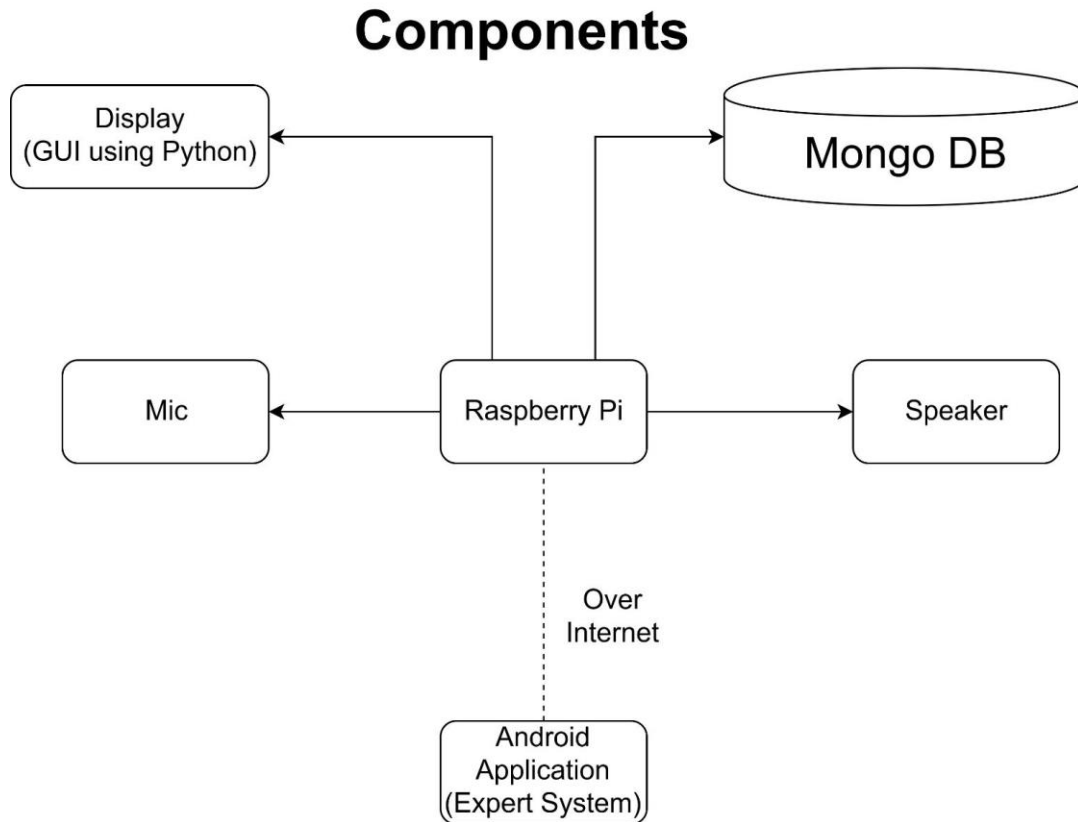 Components
Display
(GUI using Python)
Mongo DB
Mic
Raspberry Pi
Speaker
Over
Internet
Android
Application
(Expert System)